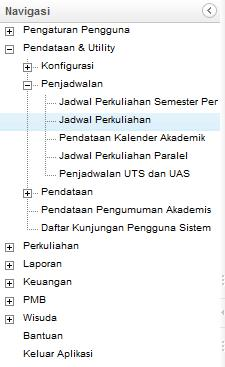 Navigasi
Pengaturan Pengguna
Pendataan & Utility
Konfigurasi
Penjadwalan
Jadwal Perkuliahan Semester Per
Jadwal Perkuliahan
Pendataan Kalender Akademik
Jadwal Perkuliahan Paralel
Penjadwalan UTS dan UAS
Pendataan
Pendataan Pengumuman Akademis
Daftar Kunjungan Pengguna Sistem
Perkuliahan
Laporan
Keuangan
PMB
Wisuda
Bantuan
Keluar Aplikasi